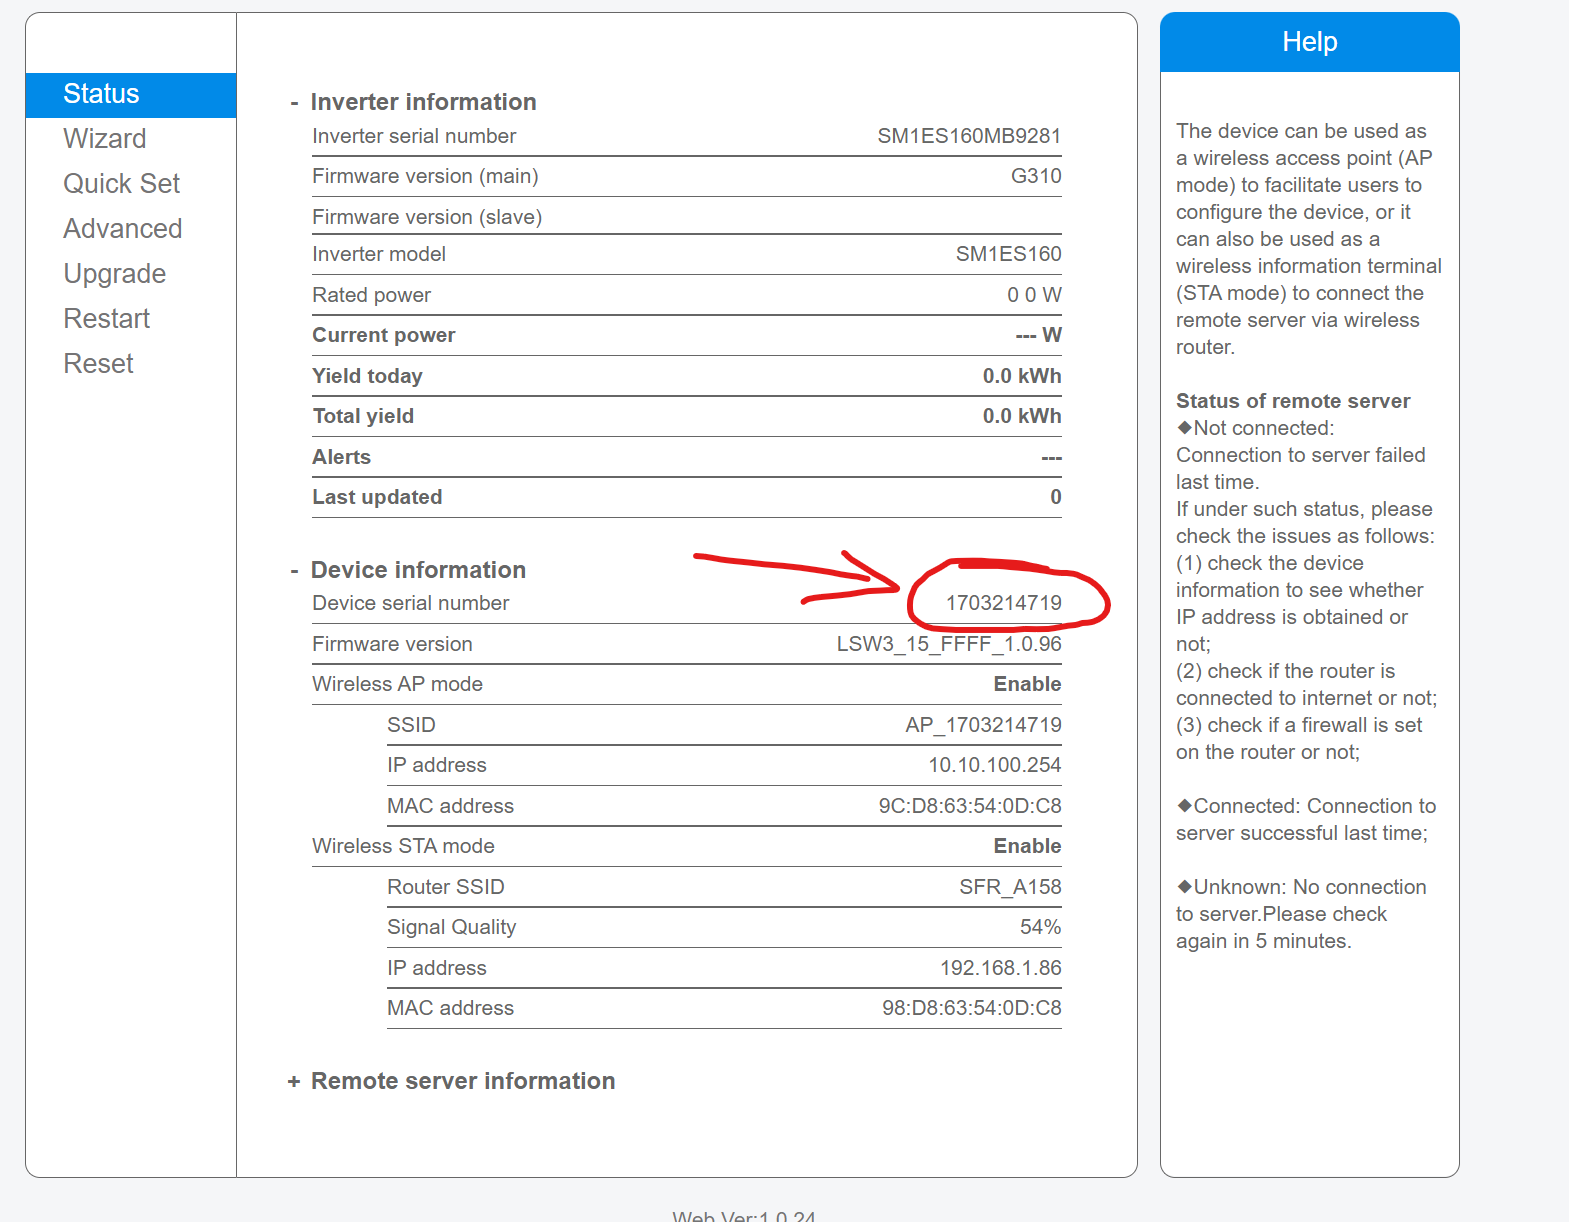 Status
Wizard
Quick Set
Advanced
Upgrade
Restart
Reset
- Inverter information
Inverter serial number SM1ES160MB9281
Firmware version (main) G310
Firmware version (slave)
Inverter model SM1ES160
Rated power 0 0 W
Current power --- W
Yield today 0.0 kWh
Total yield 0.0 kWh
Alerts ---
Last updated 0
- Device information
Device serial number 1703214719
Firmware version LSW3_15_FFFF_1.0.96
Wireless AP mode Enable
SSID AP_1703214719
IP address 10.10.100.254
MAC address 9C:D8:63:54:0D:C8
Wireless STA mode Enable
Router SSID SFR_A158
Signal Quality 54%
IP address 192.168.1.86
MAC address 98:D8:63:54:0D:C8
+ Remote server information
Help
The device can be used as
a wireless access point (AP
mode) to facilitate users to
configure the device, or it
can also be used as a
wireless information terminal
(STA mode) to connect the
remote server via wireless
router.
Status of remote server
◆Not connected:
Connection to server failed
last time.
If under such status, please
check the issues as follows:
(1) check the device
information to see whether
IP address is obtained or
not;
(2) check if the router is
connected to internet or not;
(3) check if a firewall is set
on the router or not;
◆Connected: Connection to
server successful last time;
◆Unknown: No connection
to server.Please check
again in 5 minutes.
Web Ver:1.0.24